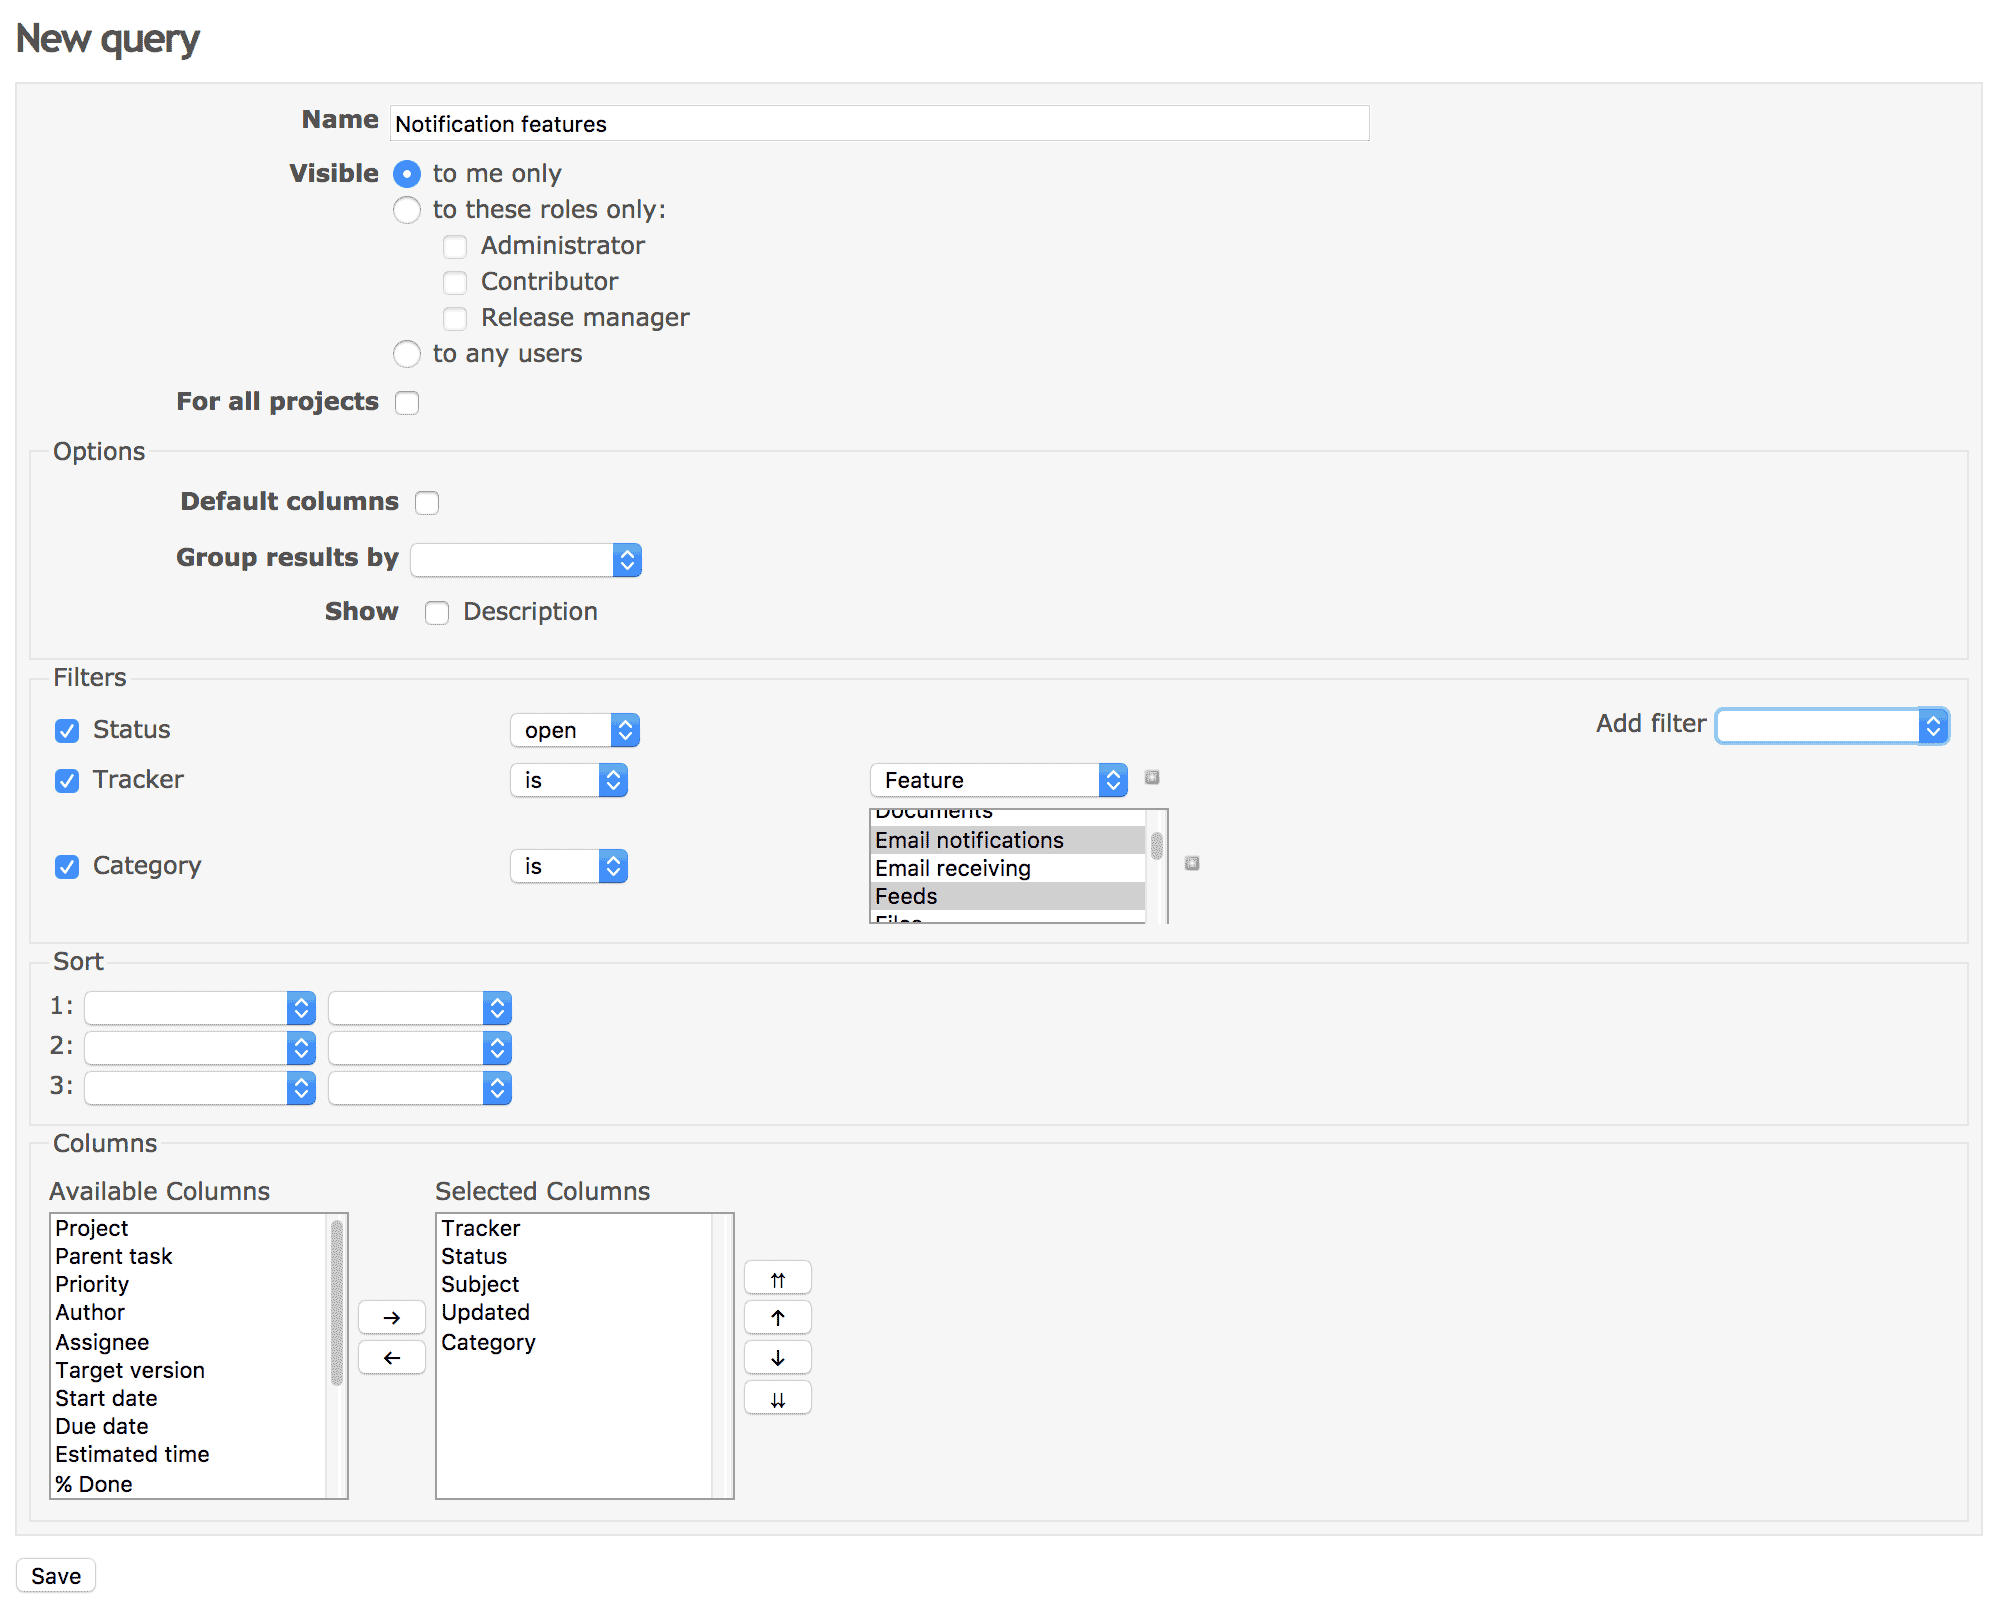 New query
Name Notification features
Visible to me only
to these roles only:
Administrator
Contributor
Release manager
to any users
For all projects
Options
Default columns
Group results by
Show Description
Filters
Status open Add filter
Tracker is Feature
Documents
Email notifications
Category is Email receiving
Feeds
Files
Sort
1:
2:
3:
Columns
Available Columns Selected Columns
Project Tracker
Parent task Status
Priority Subject
Author Updated
Assignee Category
Target version
Start date
Due date
Estimated time
% Done
→
←
⇈
↑
↓
⇊
Save